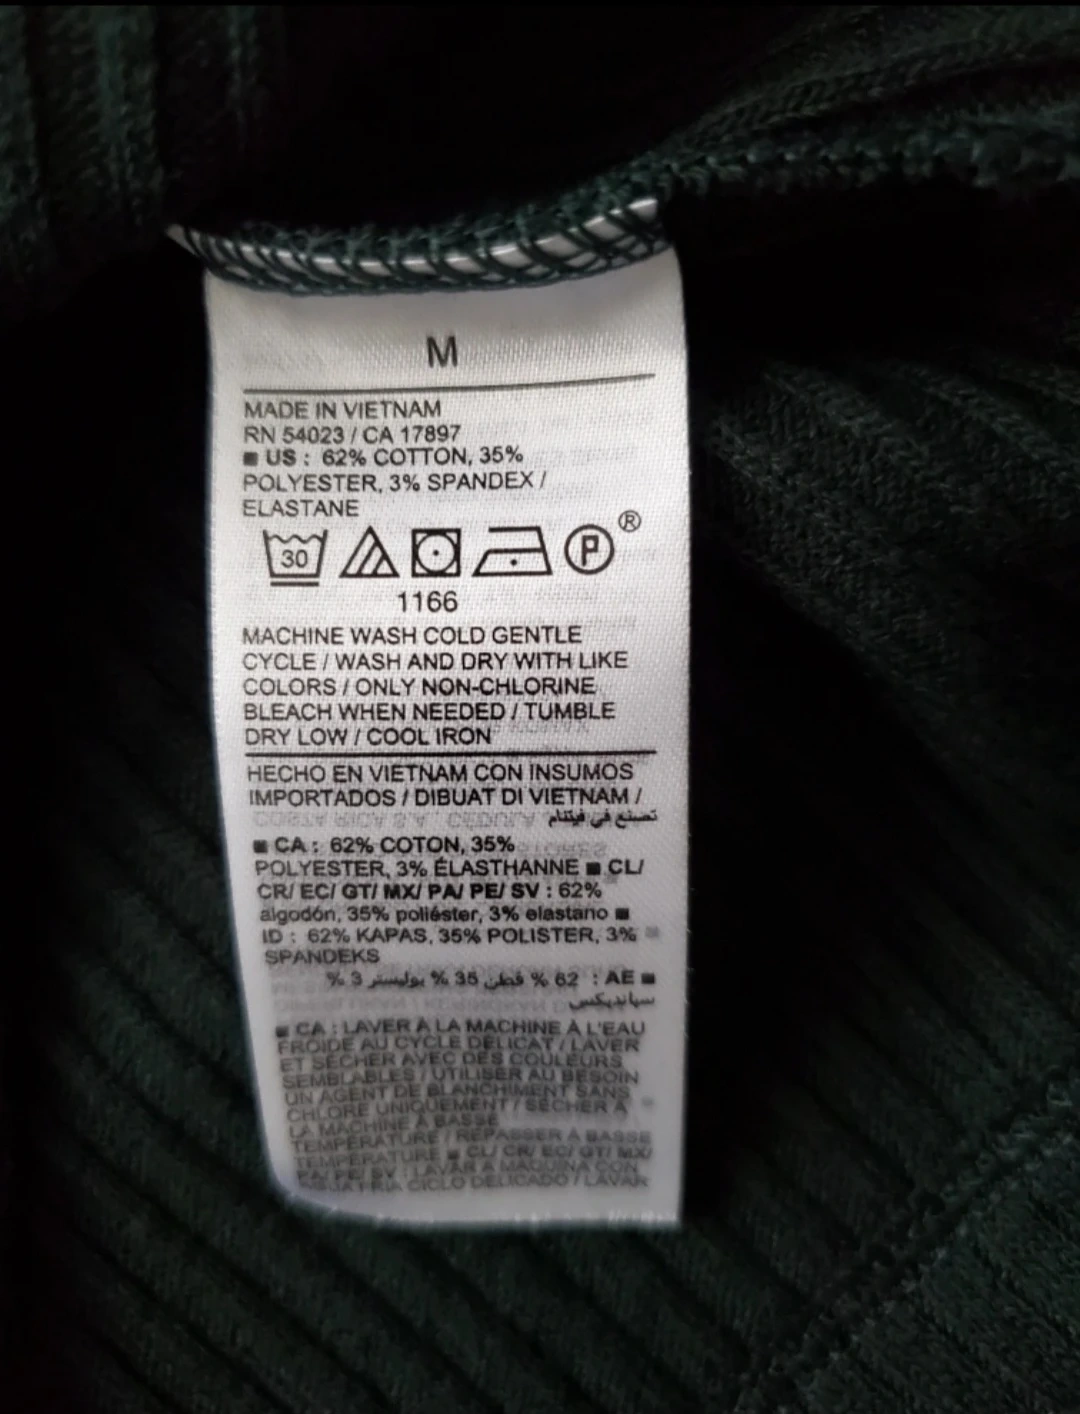 M
MADE IN VIETNAM
RN 54023 / CA 17897
■ US : 62% COTTON, 35%
POLYESTER, 3% SPANDEX /
ELASTANE
30 P ®
1166
MACHINE WASH COLD GENTLE
CYCLE / WASH AND DRY WITH LIKE
COLORS / ONLY NON-CHLORINE
BLEACH WHEN NEEDED / TUMBLE
DRY LOW / COOL IRON
HECHO EN VIETNAM CON INSUMOS
IMPORTADOS / DIBUAT DI VIETNAM /
تصنع في فيتنام
■ CA : 62% COTON, 35%
POLYESTER, 3% ÉLASTHANNE ■ CL/
CR/ EC/ GT/ MX/ PA/ PE/ SV : 62%
algodón, 35% poliéster, 3% elastano ■
ID : 62% KAPAS, 35% POLISTER, 3%
SPANDEKS
■ AE : 62 % قطن 35 % بوليستر 3 %
سبانديكس
■ CA : LAVER À LA MACHINE À L'EAU
FROIDE AU CYCLE DÉLICAT / LAVER
ET SÉCHER AVEC DES COULEURS
SEMBLABLES / UTILISER AU BESOIN
UN AGENT DE BLANCHIMENT SANS
CHLORE UNIQUEMENT / SÉCHER À
LA MACHINE À BASSE
TEMPÉRATURE / REPASSER À BASSE
TEMPÉRATURE ■ CL/ CR/ EC/ GT/ MX/
PA/ PE/ SV : LAVAR A MAQUINA CON
FRIA CICLO DELICADO / LAVAR